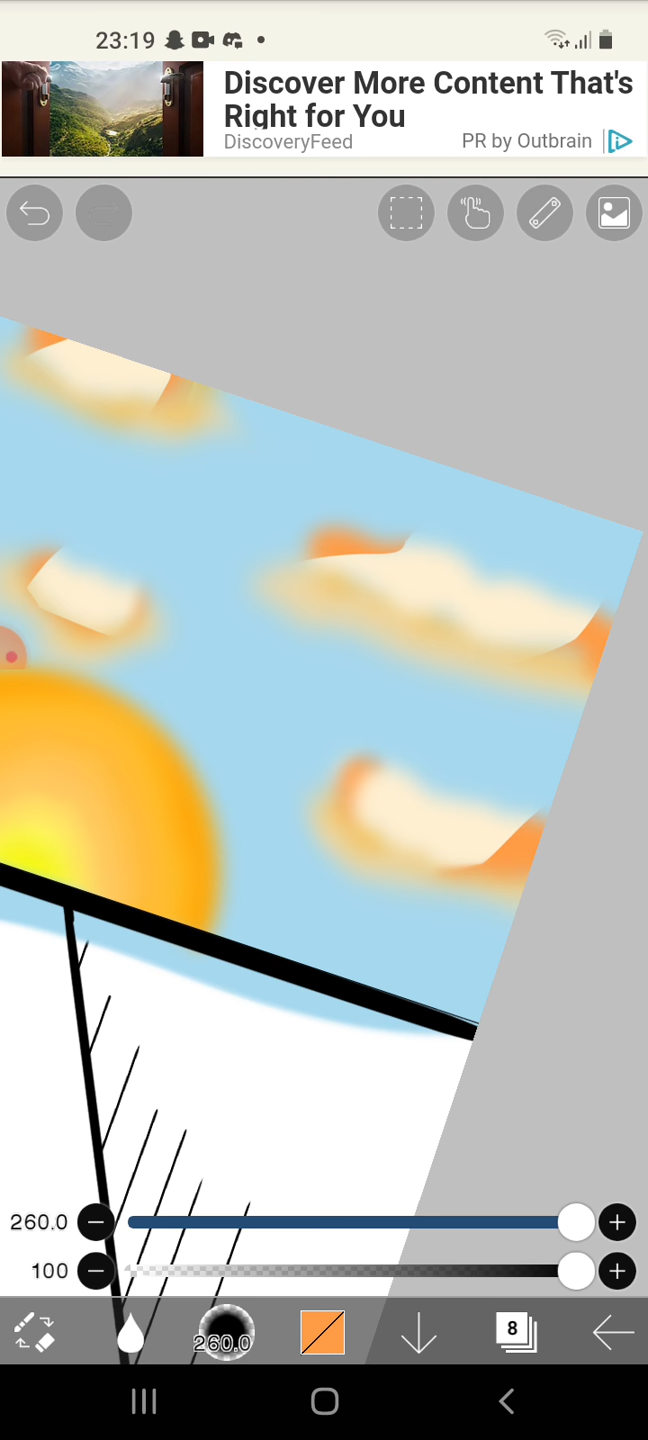 23:19
Discover More Content That's
Right for You
DiscoveryFeed
PR by Outbrain
260.0
100
260.0
8